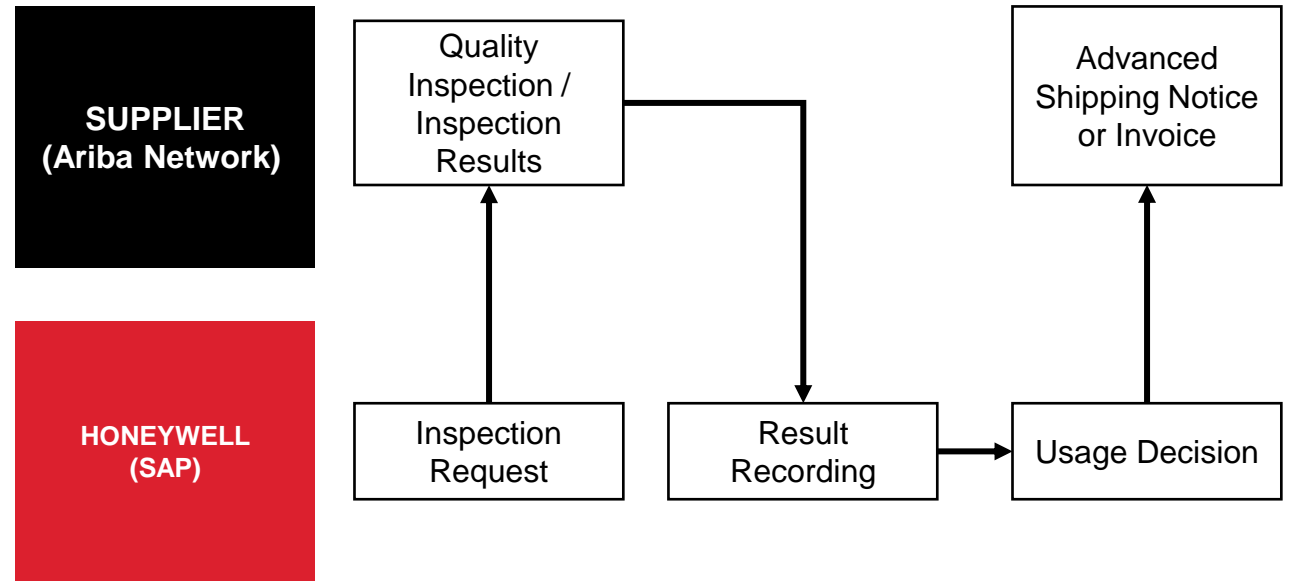 SUPPLIER
(Ariba Network)
Quality
Inspection /
Inspection
Results
Advanced
Shipping Notice
or Invoice
HONEYWELL
(SAP)
Inspection
Request
Result
Recording
Usage Decision